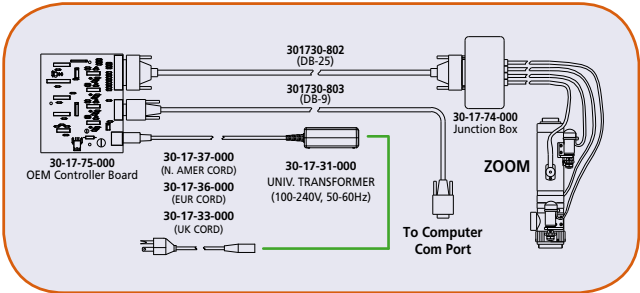 301730-802
(DB-25)
301730-803
(DB-9)
30-17-74-000
Junction Box
30-17-75-000
OEM Controller Board
30-17-37-000
(N. AMER CORD)
30-17-36-000
(EUR CORD)
30-17-33-000
(UK CORD)
30-17-31-000
UNIV. TRANSFORMER
(100-240V, 50-60Hz)
ZOOM
To Computer
Com Port